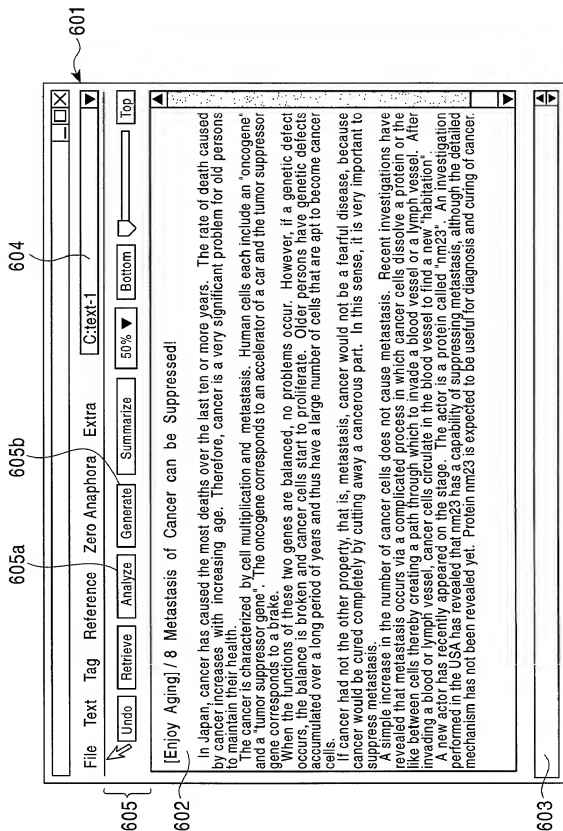 601
604
File Text Tag Reference Zero Anaphora Extra C:text-1
605a 605b
605
Undo Retrieve Analyze Generate Summarize 50% ▼ Bottom Top
602
[Enjoy Aging] / 8 Metastasis of Cancer can be Suppressed!
In Japan, cancer has caused the most deaths over the last ten or more years. The rate of death caused
by cancer increases with increasing age. Therefore, cancer is a very significant problem for old persons
to maintain their health.
The cancer is characterized by cell multiplication and metastasis. Human cells each include an "oncogene"
and a "tumor suppressor gene". The oncogene corresponds to an accelerator of a car and the tumor suppressor
gene corresponds to a brake.
When the functions of these two genes are balanced, no problems occur. However, if a genetic defect
occurs, the balance is broken and cancer cells start to proliferate. Older persons have genetic defects
accumulated over a long period of years and thus have a large number of cells that are apt to become cancer
cells.
If cancer had not the other property, that is, metastasis, cancer would not be a fearful disease, because
cancer would be cured completely by cutting away a cancerous part. In this sense, it is very important to
suppress metastasis.
A simple increase in the number of cancer cells does not cause metastasis. Recent investigations have
revealed that metastasis occurs via a complicated process in which cancer cells dissolve a protein or the
like between cells thereby creating a path through which to invade a blood vessel or a lymph vessel. After
invading a blood or lymph vessel, cancer cells circulate in the blood vessel to find a new "habitation".
A new actor has recently appeared on the stage. The actor is a protein called "nm23". An investigation
performed in the USA has revealed that nm23 has a capability of suppressing metastasis, although the detailed
mechanism has not been revealed yet. Protein nm23 is expected to be useful for diagnosis and curing of cancer.
603